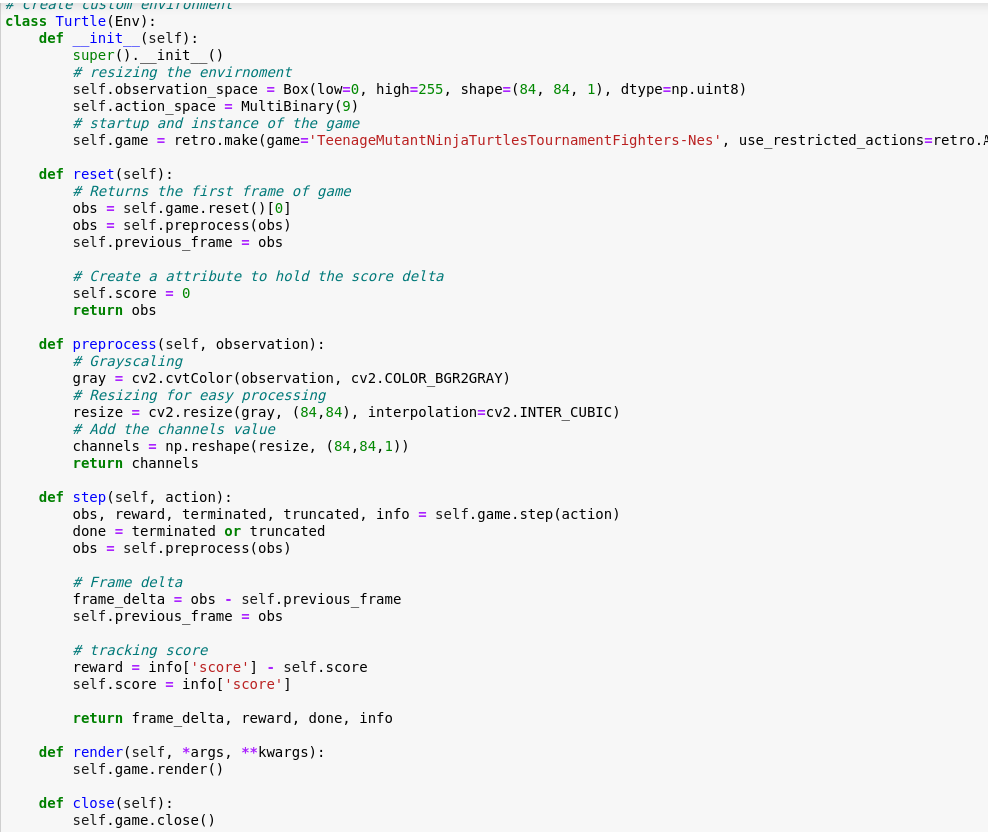 # Create custom environment
class Turtle(Env):
    def __init__(self):
        super().__init__()
        # resizing the envirnoment
        self.observation_space = Box(low=0, high=255, shape=(84, 84, 1), dtype=np.uint8)
        self.action_space = MultiBinary(9)
        # startup and instance of the game
        self.game = retro.make(game='TeenageMutantNinjaTurtlesTournamentFighters-Nes', use_restricted_actions=retro.A

    def reset(self):
        # Returns the first frame of game
        obs = self.game.reset()[0]
        obs = self.preprocess(obs)
        self.previous_frame = obs

        # Create a attribute to hold the score delta
        self.score = 0
        return obs

    def preprocess(self, observation):
        # Grayscaling
        gray = cv2.cvtColor(observation, cv2.COLOR_BGR2GRAY)
        # Resizing for easy processing
        resize = cv2.resize(gray, (84,84), interpolation=cv2.INTER_CUBIC)
        # Add the channels value
        channels = np.reshape(resize, (84,84,1))
        return channels

    def step(self, action):
        obs, reward, terminated, truncated, info = self.game.step(action)
        done = terminated or truncated
        obs = self.preprocess(obs)

        # Frame delta
        frame_delta = obs - self.previous_frame
        self.previous_frame = obs

        # tracking score
        reward = info['score'] - self.score
        self.score = info['score']

        return frame_delta, reward, done, info

    def render(self, *args, **kwargs):
        self.game.render()

    def close(self):
        self.game.close()